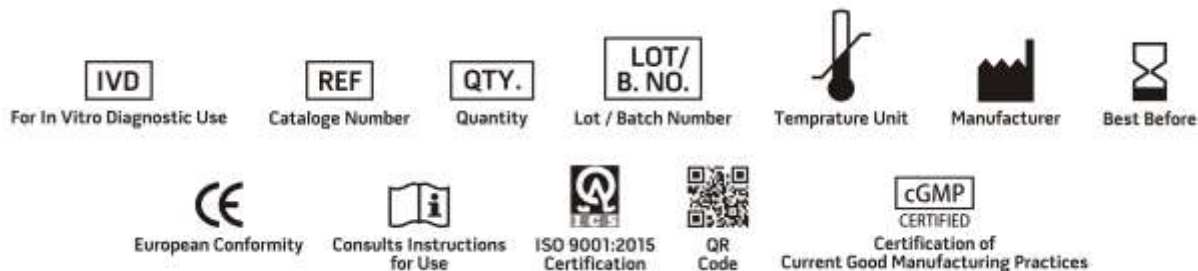 IVD
For In Vitro Diagnostic Use
REF
Cataloge Number
QTY.
Quantity
LOT/
B. NO.
Lot / Batch Number
Temprature Unit
Manufacturer
Best Before
CE
European Conformity
i
Consults Instructions
for Use
ICS
ISO 9001:2015
Certification
QR
Code
cGMP
CERTIFIED
Certification of
Current Good Manufacturing Practices